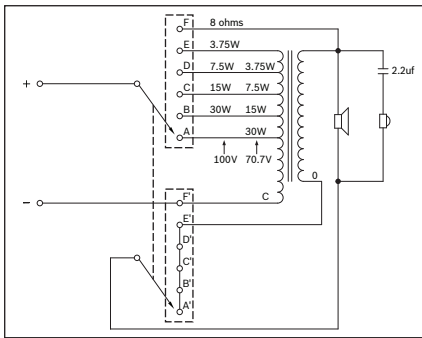 F 8 ohms
E 3.75W
D 7.5W 3.75W
C 15W 7.5W
B 30W 15W
A 30W
100V 70.7V
2.2uf
+
-
C
0
F'
E'
D'
C'
B'
A'